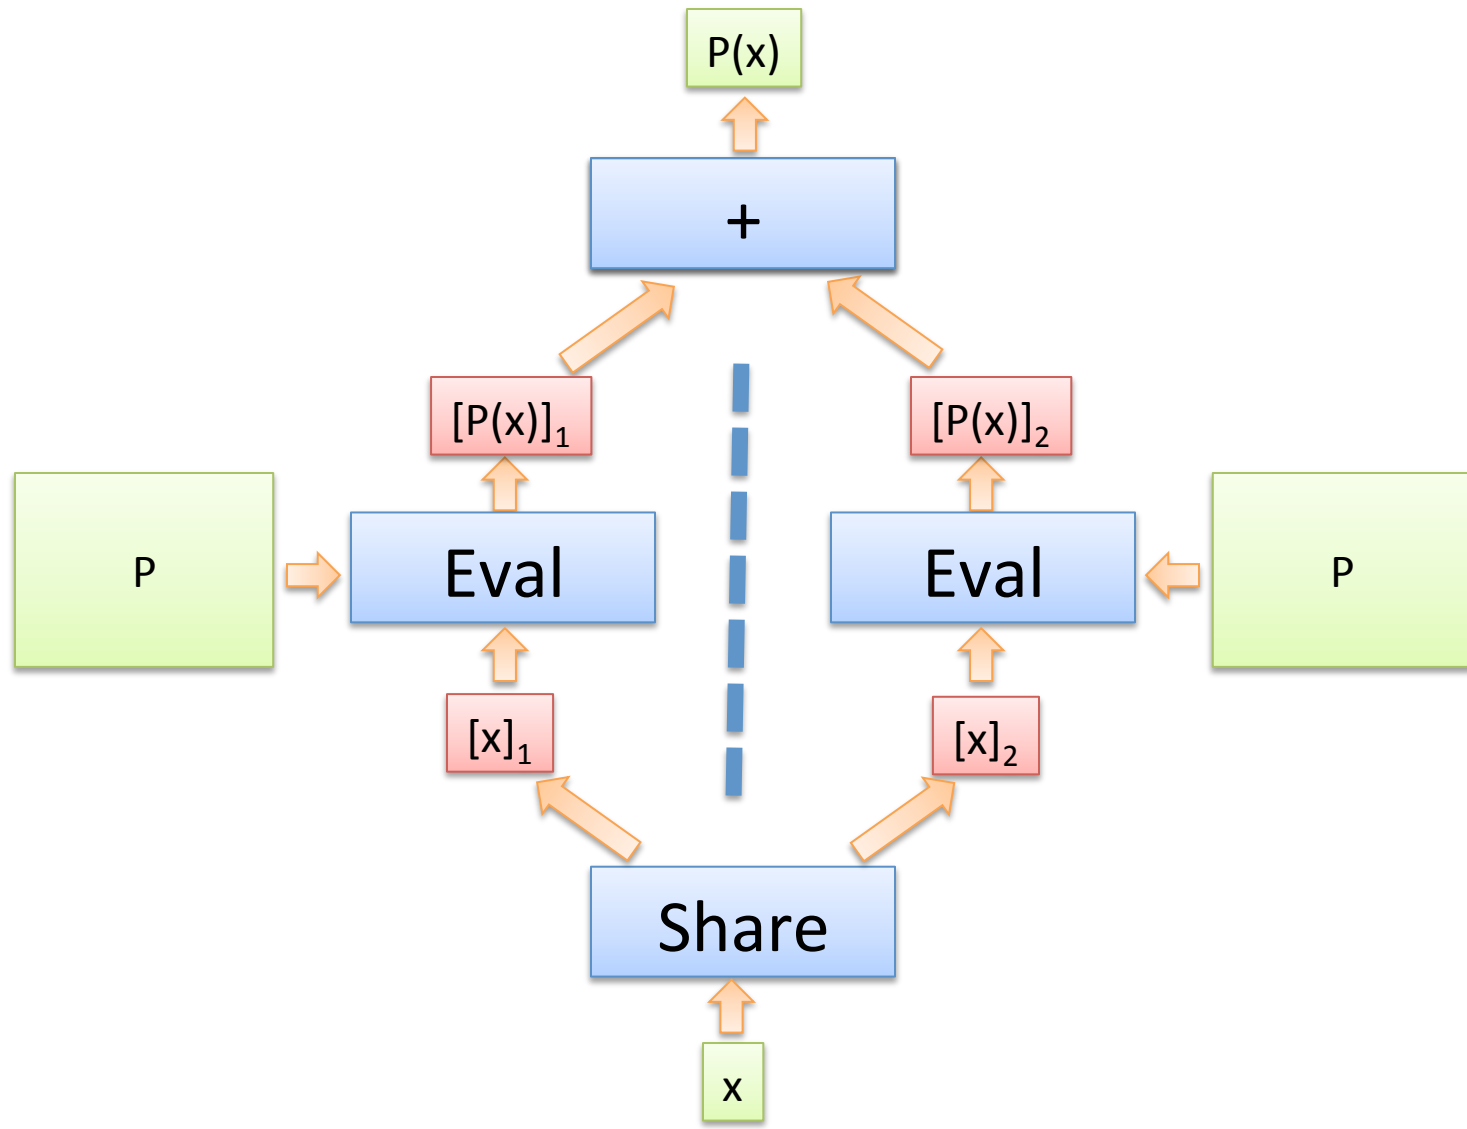 P(x)
+
[P(x)]₁
[P(x)]₂
P
Eval
Eval
P
[x]₁
[x]₂
Share
x